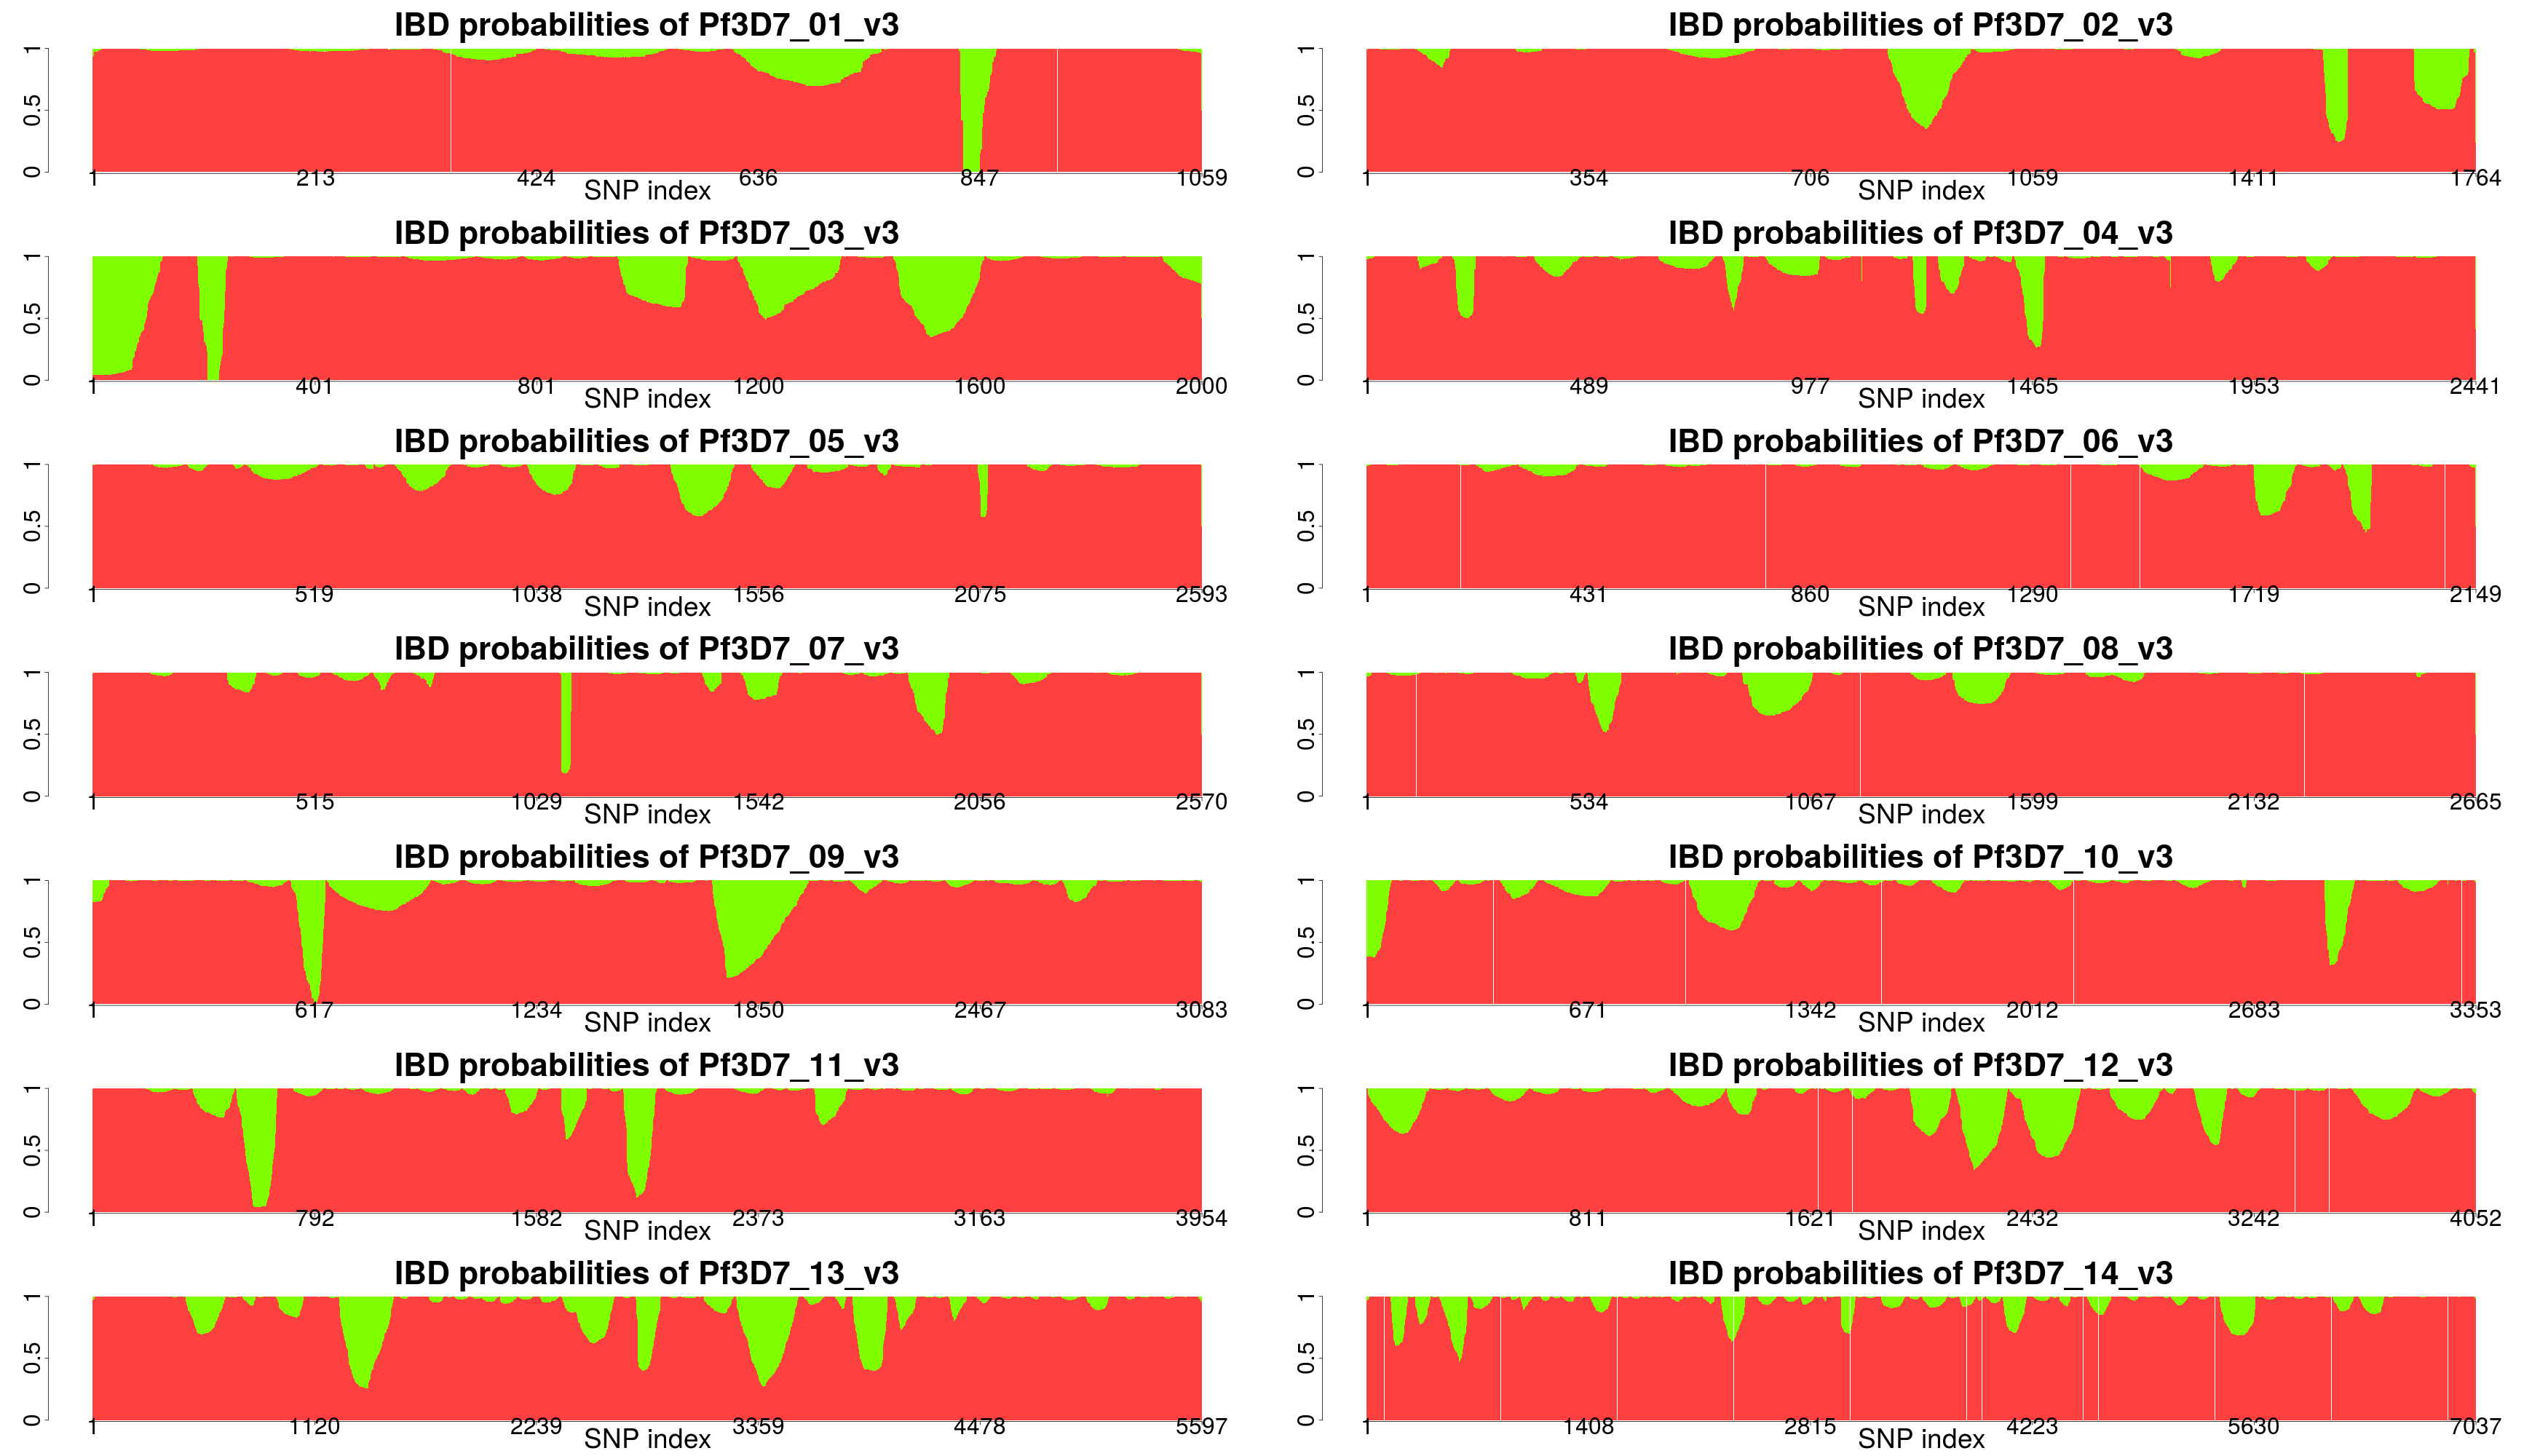 IBD probabilities of Pf3D7_01_v3
0 0.5 1
1 213 424 636 847 1059
SNP index
IBD probabilities of Pf3D7_02_v3
0 0.5 1
1 354 706 1059 1411 1764
SNP index
IBD probabilities of Pf3D7_03_v3
0 0.5 1
1 401 801 1200 1600 2000
SNP index
IBD probabilities of Pf3D7_04_v3
0 0.5 1
1 489 977 1465 1953 2441
SNP index
IBD probabilities of Pf3D7_05_v3
0 0.5 1
1 519 1038 1556 2075 2593
SNP index
IBD probabilities of Pf3D7_06_v3
0 0.5 1
1 431 860 1290 1719 2149
SNP index
IBD probabilities of Pf3D7_07_v3
0 0.5 1
1 515 1029 1542 2056 2570
SNP index
IBD probabilities of Pf3D7_08_v3
0 0.5 1
1 534 1067 1599 2132 2665
SNP index
IBD probabilities of Pf3D7_09_v3
0 0.5 1
1 617 1234 1850 2467 3083
SNP index
IBD probabilities of Pf3D7_10_v3
0 0.5 1
1 671 1342 2012 2683 3353
SNP index
IBD probabilities of Pf3D7_11_v3
0 0.5 1
1 792 1582 2373 3163 3954
SNP index
IBD probabilities of Pf3D7_12_v3
0 0.5 1
1 811 1621 2432 3242 4052
SNP index
IBD probabilities of Pf3D7_13_v3
0 0.5 1
1 1120 2239 3359 4478 5597
SNP index
IBD probabilities of Pf3D7_14_v3
0 0.5 1
1 1408 2815 4223 5630 7037
SNP index